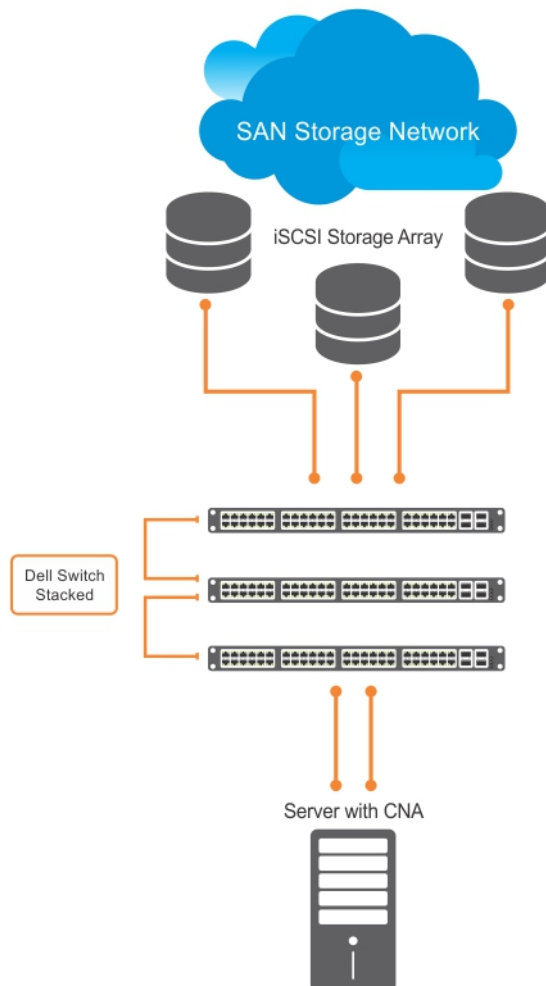 SAN Storage Network
iSCSI Storage Array
Dell Switch
Stacked
Server with CNA